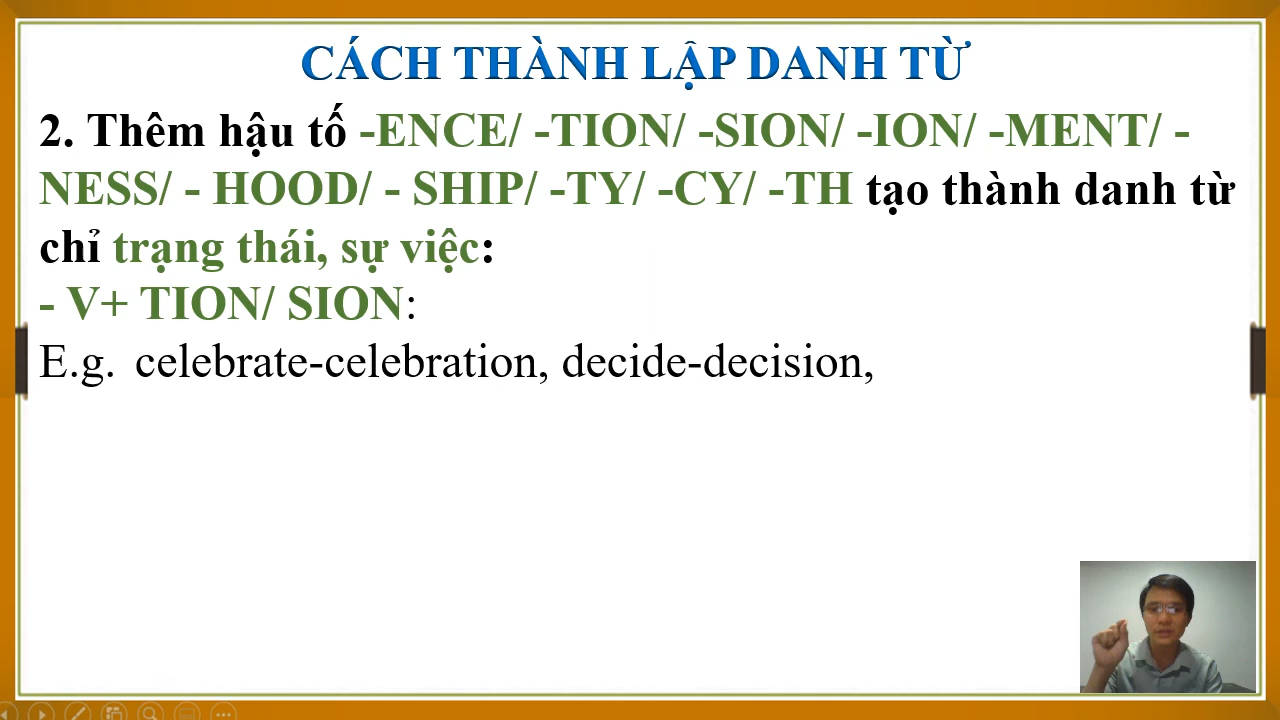 CÁCH THÀNH LẬP DANH TỪ
2. Thêm hậu tố -ENCE/ -TION/ -SION/ -ION/ -MENT/ -
NESS/ - HOOD/ - SHIP/ -TY/ -CY/ -TH tạo thành danh từ
chỉ trạng thái, sự việc:
- V+ TION/ SION:
E.g. celebrate-celebration, decide-decision,